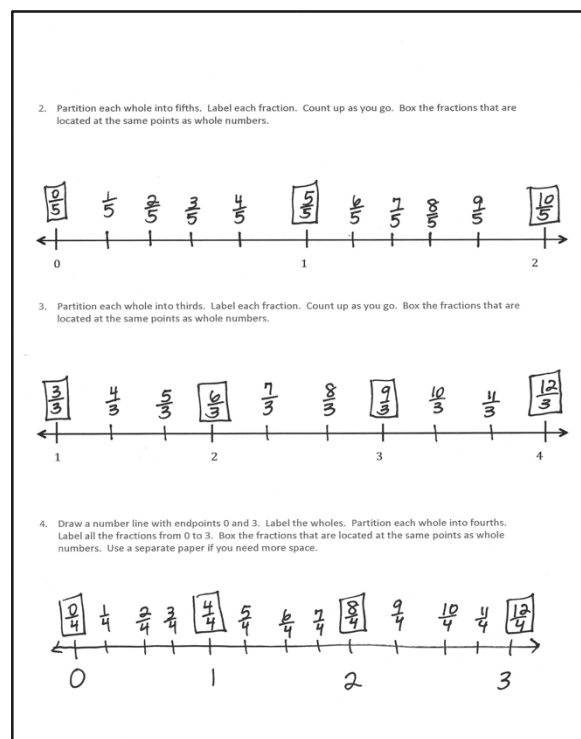 2. Partition each whole into fifths. Label each fraction. Count up as you go. Box the fractions that are
located at the same points as whole numbers.
0/5 1/5 2/5 3/5 4/5 5/5 6/5 7/5 8/5 9/5 10/5
0 1 2
3. Partition each whole into thirds. Label each fraction. Count up as you go. Box the fractions that are
located at the same points as whole numbers.
3/3 4/3 5/3 6/3 7/3 8/3 9/3 10/3 11/3 12/3
1 2 3 4
4. Draw a number line with endpoints 0 and 3. Label the wholes. Partition each whole into fourths.
Label all the fractions from 0 to 3. Box the fractions that are located at the same points as whole
numbers. Use a separate paper if you need more space.
0/4 1/4 2/4 3/4 4/4 5/4 6/4 7/4 8/4 9/4 10/4 11/4 12/4
0 1 2 3